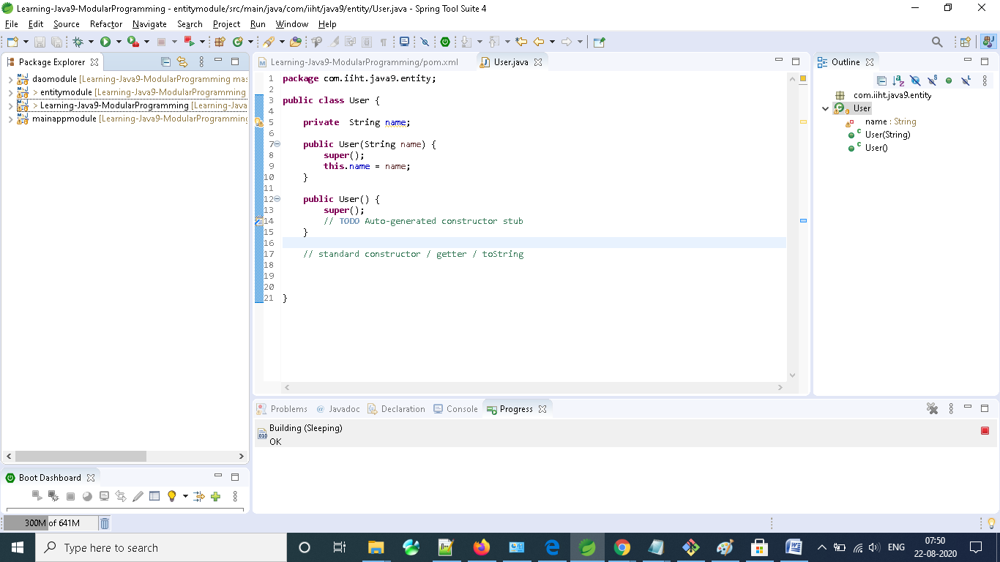 Learning-Java9-ModularProgramming - entitymodule/src/main/java/com/iiht/java9/entity/User.java - Spring Tool Suite 4
File Edit Source Refactor Navigate Search Project Run Window Help
Package Explorer
daomodule [Learning-Java9-ModularProgramming mas
> entitymodule [Learning-Java9-ModularProgramming
> Learning-Java9-ModularProgramming [Learning-Java
mainappmodule [Learning-Java9-ModularProgramming
Learning-Java9-ModularProgramming/pom.xml User.java
1 package com.iiht.java9.entity;
2
3 public class User {
4
5 private  String name;
6
7 public User(String name) {
8 super();
9 this.name = name;
10 }
11
12 public User() {
13 super();
14 // TODO Auto-generated constructor stub
15 }
16
17 // standard constructor / getter / toString
18
19
20
21 }
Outline
com.iiht.java9.entity
User
name : String
User(String)
User()
Problems @ Javadoc Declaration Console Progress
Building (Sleeping)
OK
Boot Dashboard
300M of 641M
Type here to search
ENG
07:50
22-08-2020